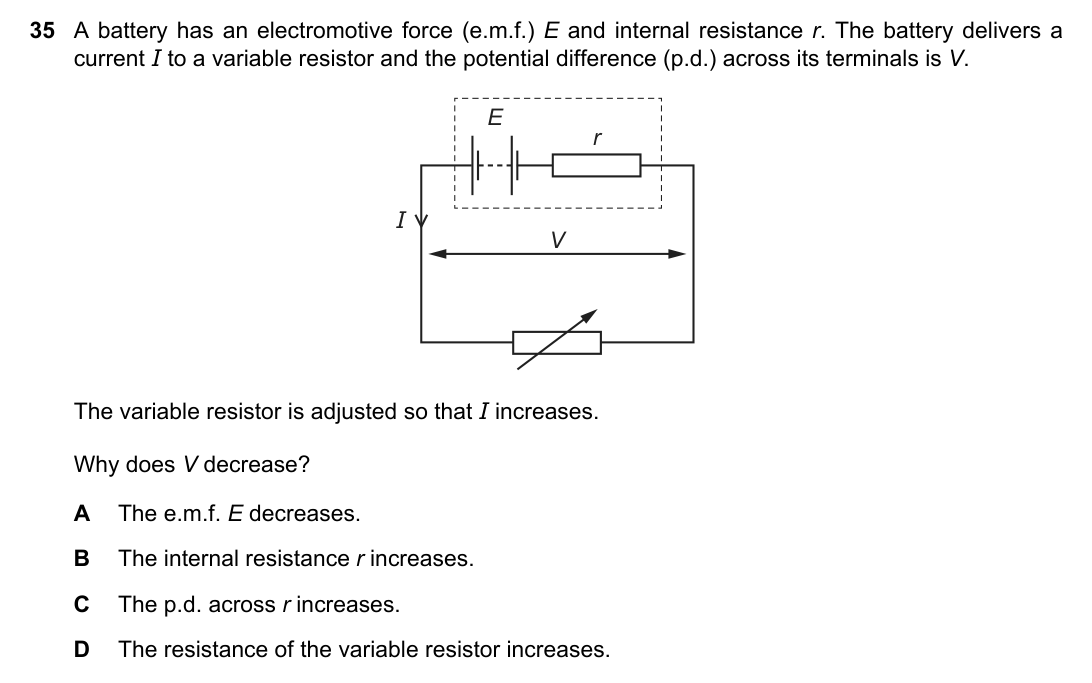 35 A battery has an electromotive force (e.m.f.) E and internal resistance r. The battery delivers a
current I to a variable resistor and the potential difference (p.d.) across its terminals is V.
E
r
I
V
The variable resistor is adjusted so that I increases.
Why does V decrease?
A The e.m.f. E decreases.
B The internal resistance r increases.
C The p.d. across r increases.
D The resistance of the variable resistor increases.